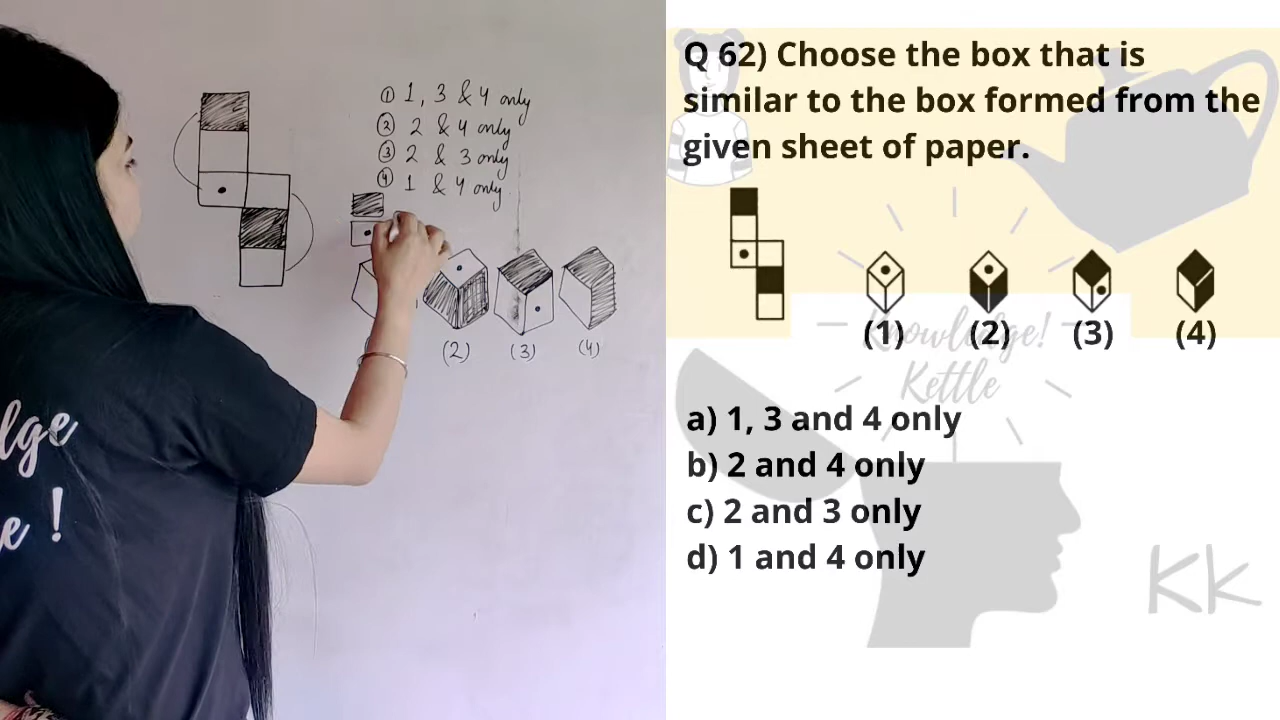 ① 1, 3 & 4 only
② 2 & 4 only
③ 2 & 3 only
④ 1 & 4 only
(2) (3) (4)
!
Q 62) Choose the box that is
similar to the box formed from the
given sheet of paper.
(1) (2) (3) (4)
Knowledge!
Kettle
a) 1, 3 and 4 only
b) 2 and 4 only
c) 2 and 3 only
d) 1 and 4 only
KK